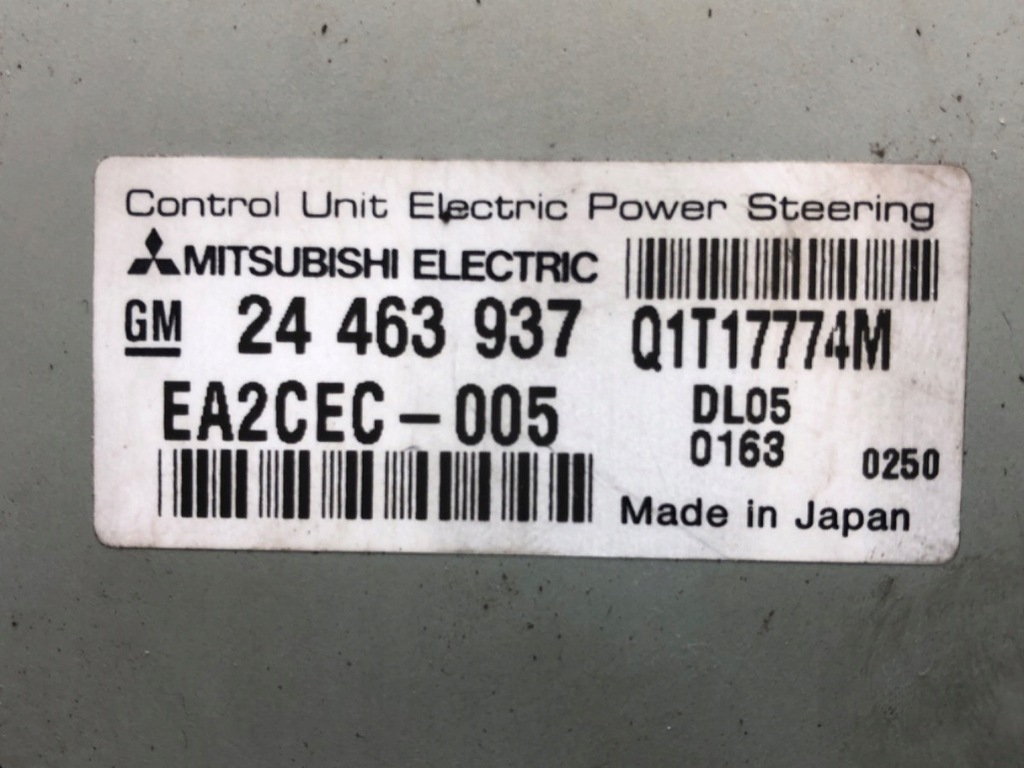 Control Unit Electric Power Steering
MITSUBISHI ELECTRIC
GM 24 463 937 Q1T17774M
EA2CEC-005 DL05
0163 0250
Made in Japan